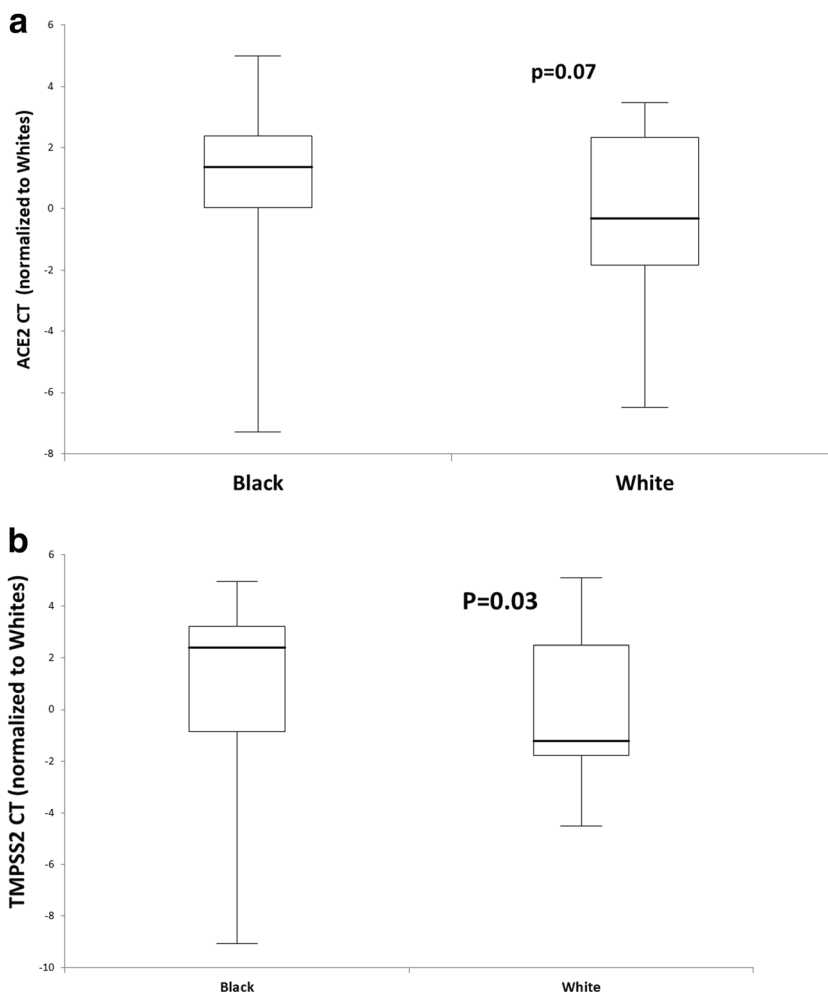 a
6
4
2
0
-2
-4
-6
-8
ACE2 CT (normalized to Whites)
p=0.07
Black
White
b
6
4
2
0
-2
-4
-6
-8
-10
TMPSS2 CT (normalized to Whites)
P=0.03
Black
White